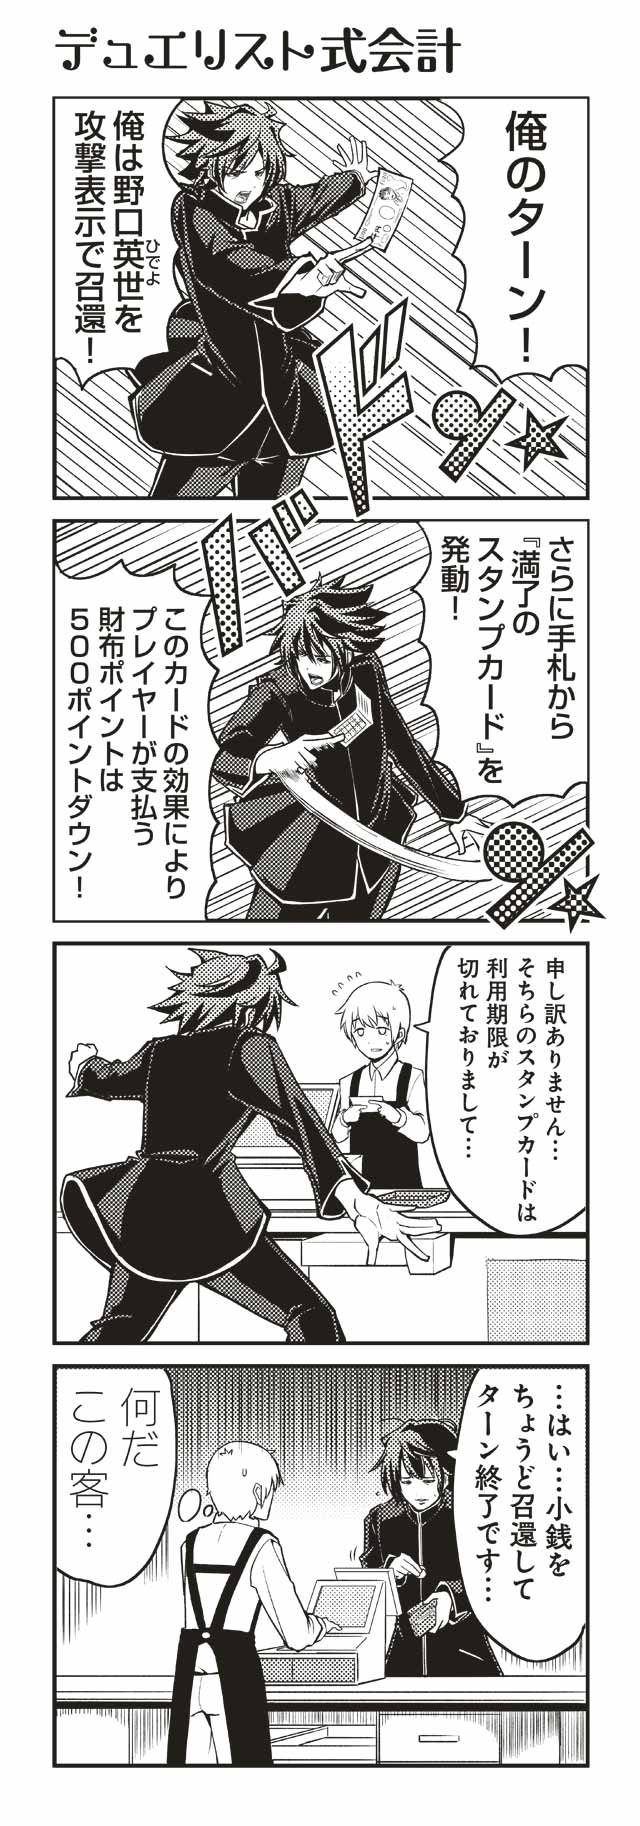 デュエリスト式会計
俺のターン！
俺は野口英世を
ひでよ
攻撃表示で召還！
ドン☆
さらに手札から
『満了の
スタンプカード』を
発動！
このカードの効果により
プレイヤーが支払う
財布ポイントは
５００ポイントダウン！
バン☆
申し訳ありません…
そちらのスタンプカードは
利用期限が
切れておりまして…
…はい…小銭を
ちょうど召還して
ターン終了です…
何だ
この客…